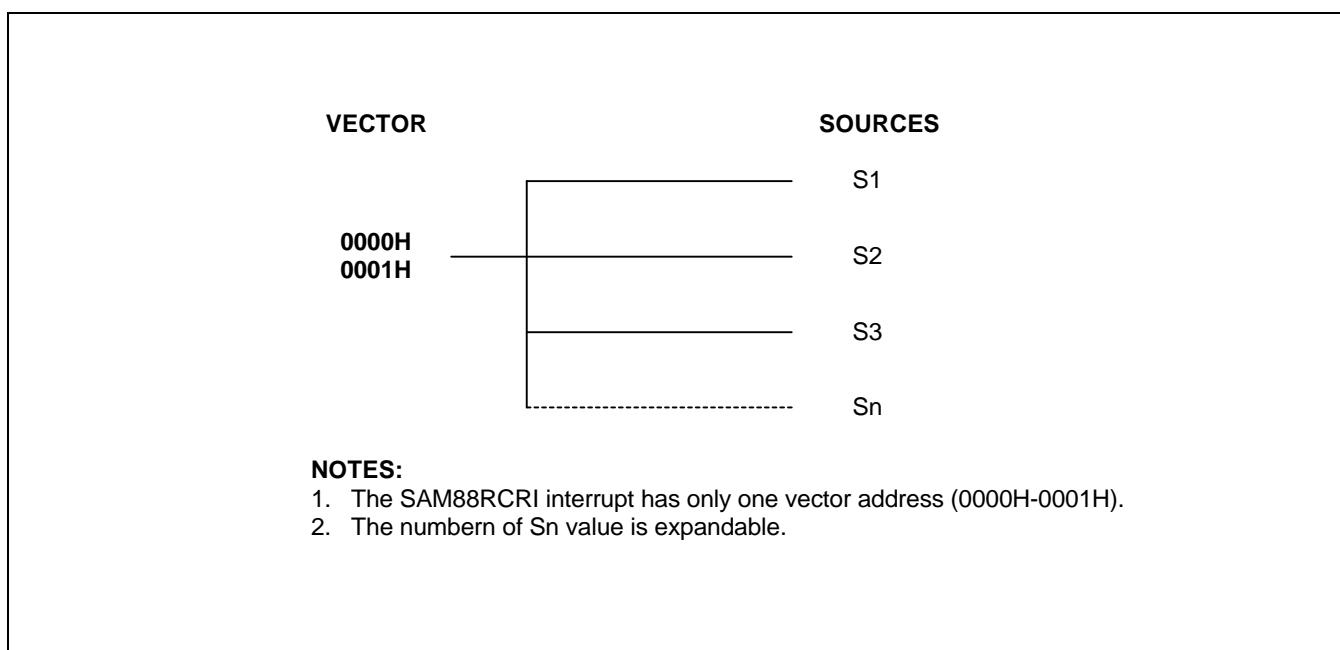 VECTOR SOURCES
S1
0000H
0001H
S2
S3
Sn
NOTES:
1. The SAM88RCRI interrupt has only one vector address (0000H-0001H).
2. The numbern of Sn value is expandable.